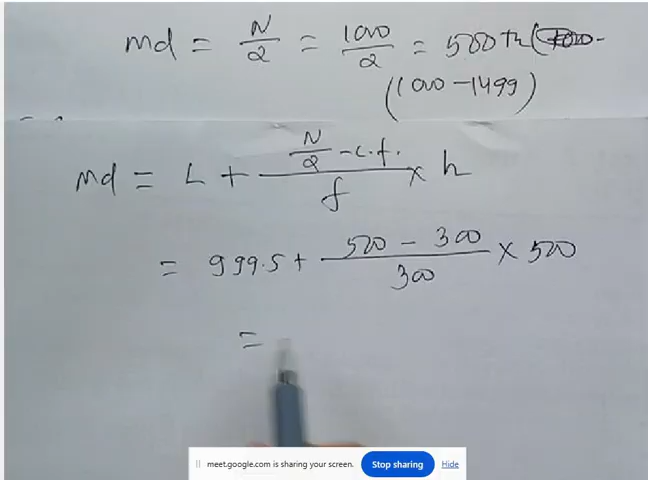 md = N/2 = 1000/2 = 500th
(1000-1499)
md = L + (N/2 - c.f.)/f × h
= 999.5 + (500 - 300)/300 × 500
=
meet.google.com is sharing your screen. Stop sharing Hide